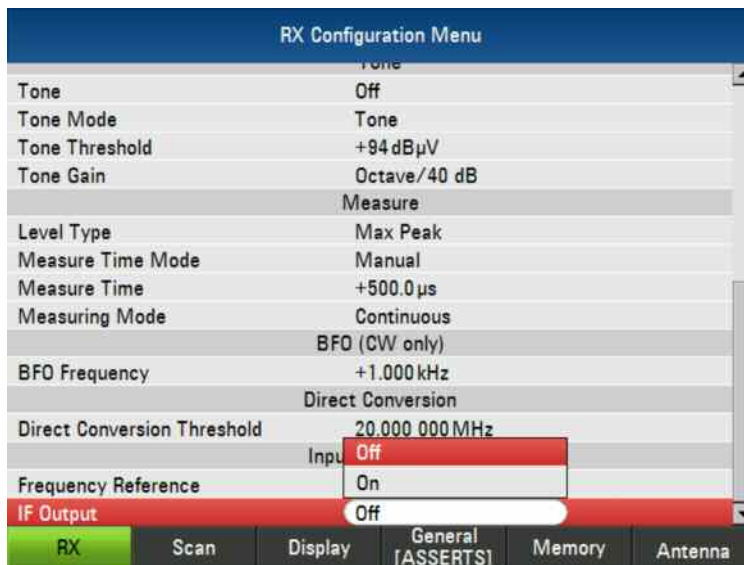 RX Configuration Menu
Tone
Tone Off
Tone Mode Tone
Tone Threshold +94 dBµV
Tone Gain Octave/40 dB
Measure
Level Type Max Peak
Measure Time Mode Manual
Measure Time +500.0 µs
Measuring Mode Continuous
BFO (CW only)
BFO Frequency +1.000 kHz
Direct Conversion
Direct Conversion Threshold 20.000 000 MHz
Inpu Off
Frequency Reference On
IF Output Off
RX Scan Display General [ASSERTS] Memory Antenna